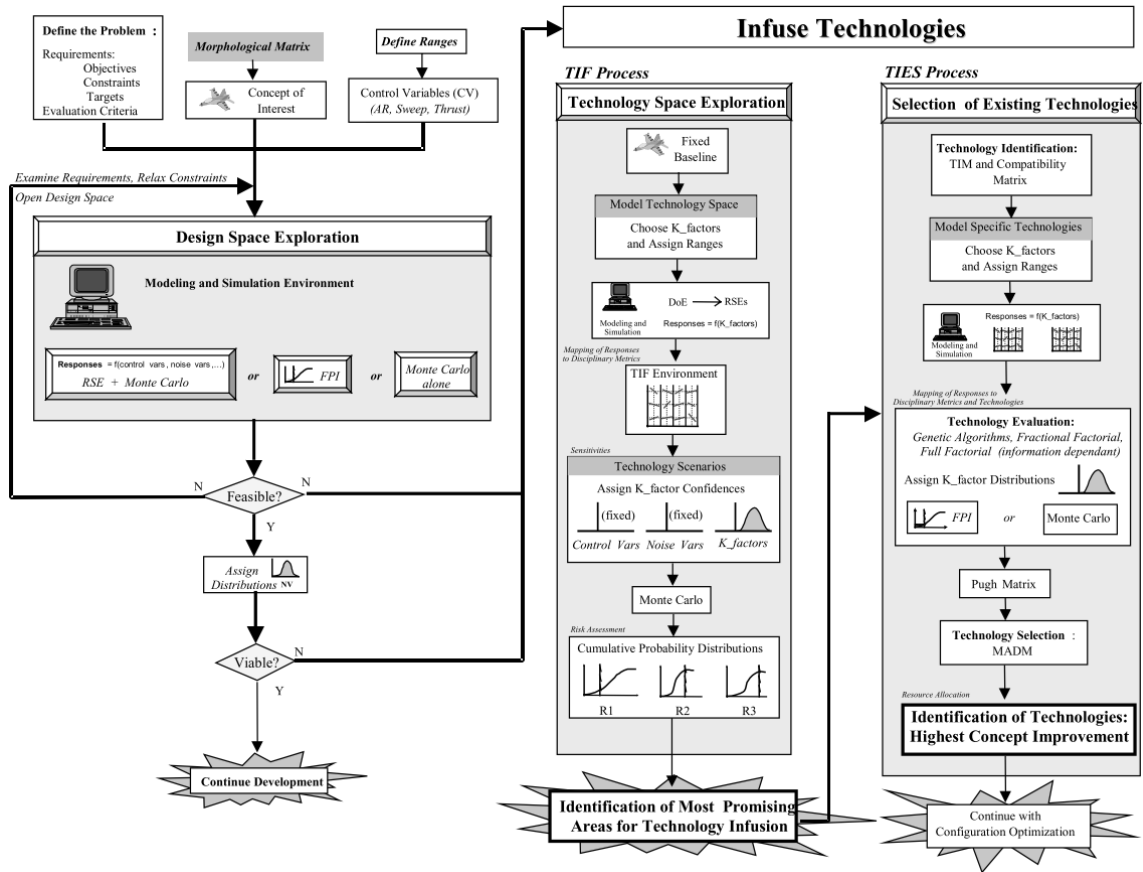 Define the Problem :
Requirements:
Objectives
Constraints
Targets
Evaluation Criteria
Morphological Matrix
Concept of
Interest
Define Ranges
Control Variables (CV)
(AR, Sweep, Thrust)
Examine Requirements, Relax Constraints
Open Design Space
Design Space Exploration
Modeling and Simulation Environment
Responses = f(control vars, noise vars,...)
RSE + Monte Carlo
or
FPI
or
Monte Carlo
alone
N
Feasible?
N
Y
Assign
Distributions NV
Viable?
N
Y
Continue Development
Infuse Technologies
TIF Process
Technology Space Exploration
Fixed
Baseline
Model Technology Space
Choose K_factors
and Assign Ranges
DoE
RSEs
Modeling and
Simulation
Responses = f(K_factors)
Mapping of Responses
to Disciplinary Metrics
TIF Environment
Sensitivities
Technology Scenarios
Assign K_factor Confidences
(fixed)
(fixed)
Control Vars
Noise Vars
K_factors
Monte Carlo
Risk Assessment
Cumulative Probability Distributions
R1
R2
R3
Identification of Most Promising
Areas for Technology Infusion
TIES Process
Selection of Existing Technologies
Technology Identification:
TIM and Compatibility
Matrix
Model Specific Technologies
Choose K_factors
and Assign Ranges
Responses = f(K_factors)
Modeling and
Simulation
Mapping of Responses to
Disciplinary Metrics and Technologies
Technology Evaluation:
Genetic Algorithms, Fractional Factorial,
Full Factorial (information dependant)
Assign K_factor Distributions
FPI
or
Monte Carlo
Pugh Matrix
Technology Selection :
MADM
Resource Allocation
Identification of Technologies:
Highest Concept Improvement
Continue with
Configuration Optimization